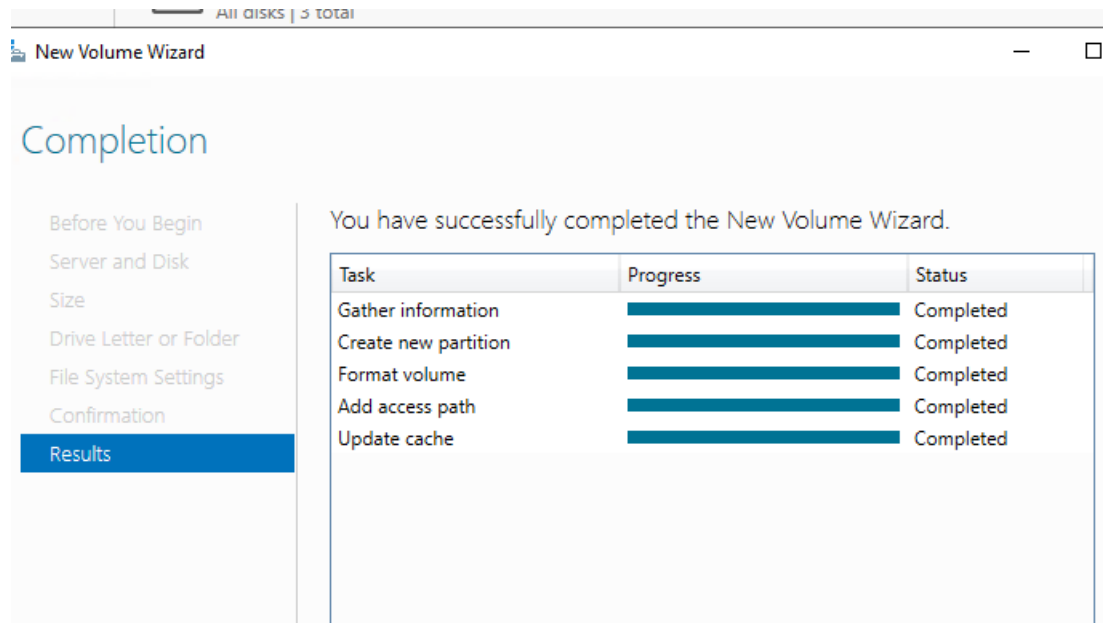 All disks | 3 total
New Volume Wizard
Completion
Before You Begin
Server and Disk
Size
Drive Letter or Folder
File System Settings
Confirmation
Results
You have successfully completed the New Volume Wizard.
Task Progress Status
Gather information Completed
Create new partition Completed
Format volume Completed
Add access path Completed
Update cache Completed